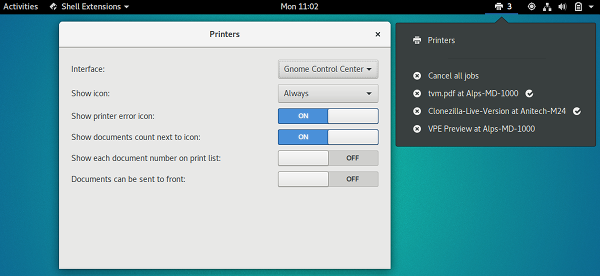 Activities Shell Extensions Mon 11:02 3
Printers
Interface: Gnome Control Center
Show icon: Always
Show printer error icon: ON
Show documents count next to icon: ON
Show each document number on print list: OFF
Documents can be sent to front: OFF
Printers
Cancel all jobs
tvm.pdf at Alps-MD-1000
Clonezilla-Live-Version at Anitech-M24
VPE Preview at Alps-MD-1000